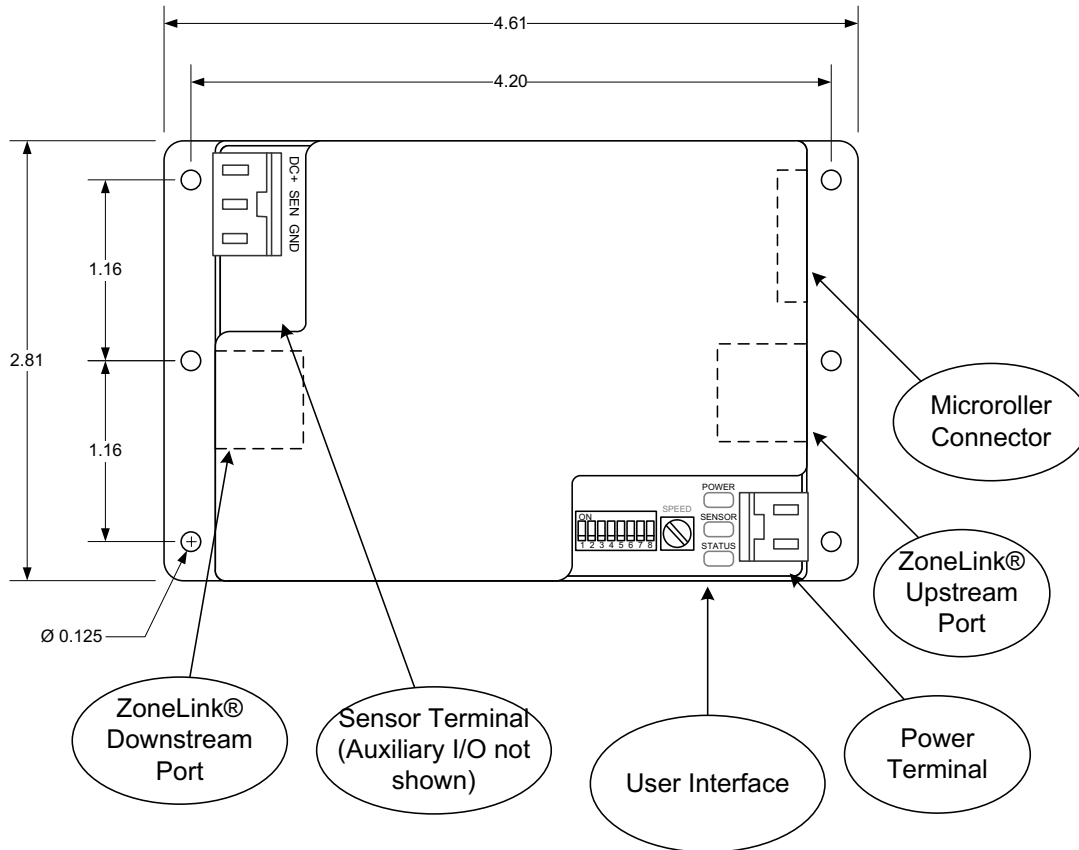 4.61
4.20
DC+ SEN GND
1.16
2.81
1.16
Microroller
Connector
POWER
SPEED
ON
SENSOR
1 2 3 4 5 6 7 8
STATUS
ZoneLink®
Upstream
Port
Ø 0.125
ZoneLink®
Downstream
Port
Sensor Terminal
(Auxiliary I/O not
shown)
User Interface
Power
Terminal